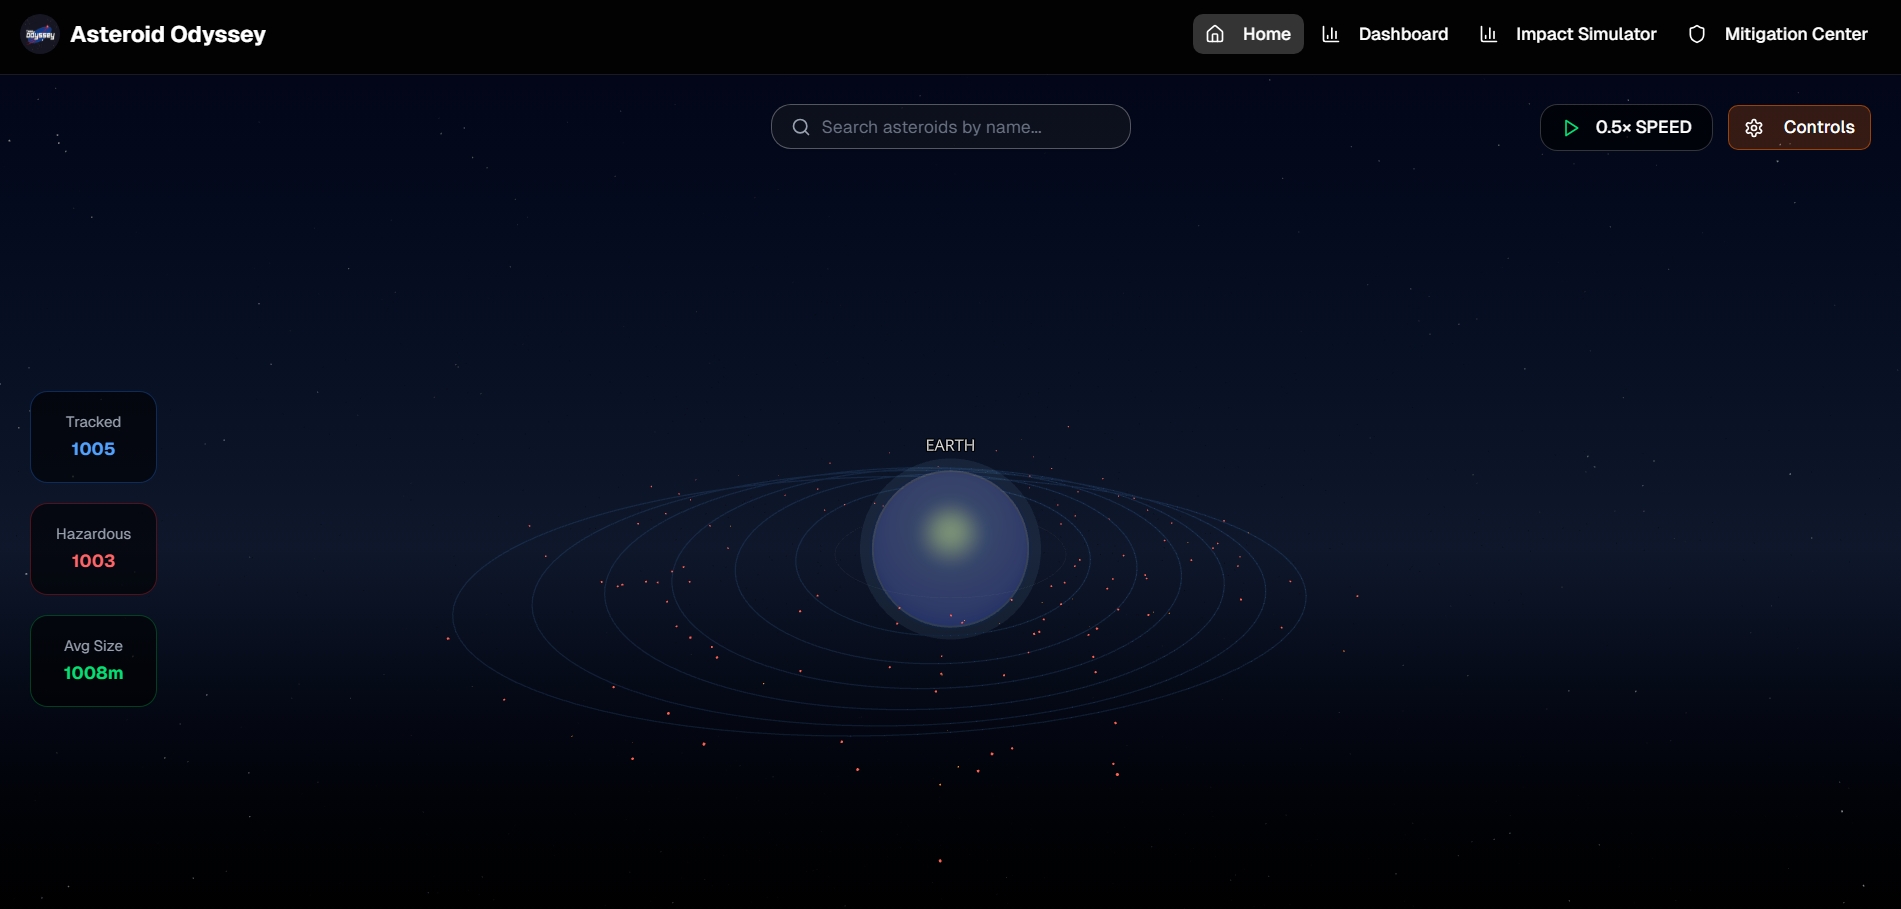 Odyssey
Asteroid Odyssey
Home
Dashboard
Impact Simulator
Mitigation Center
Search asteroids by name...
0.5× SPEED
Controls
Tracked
1005
Hazardous
1003
Avg Size
1008m
EARTH